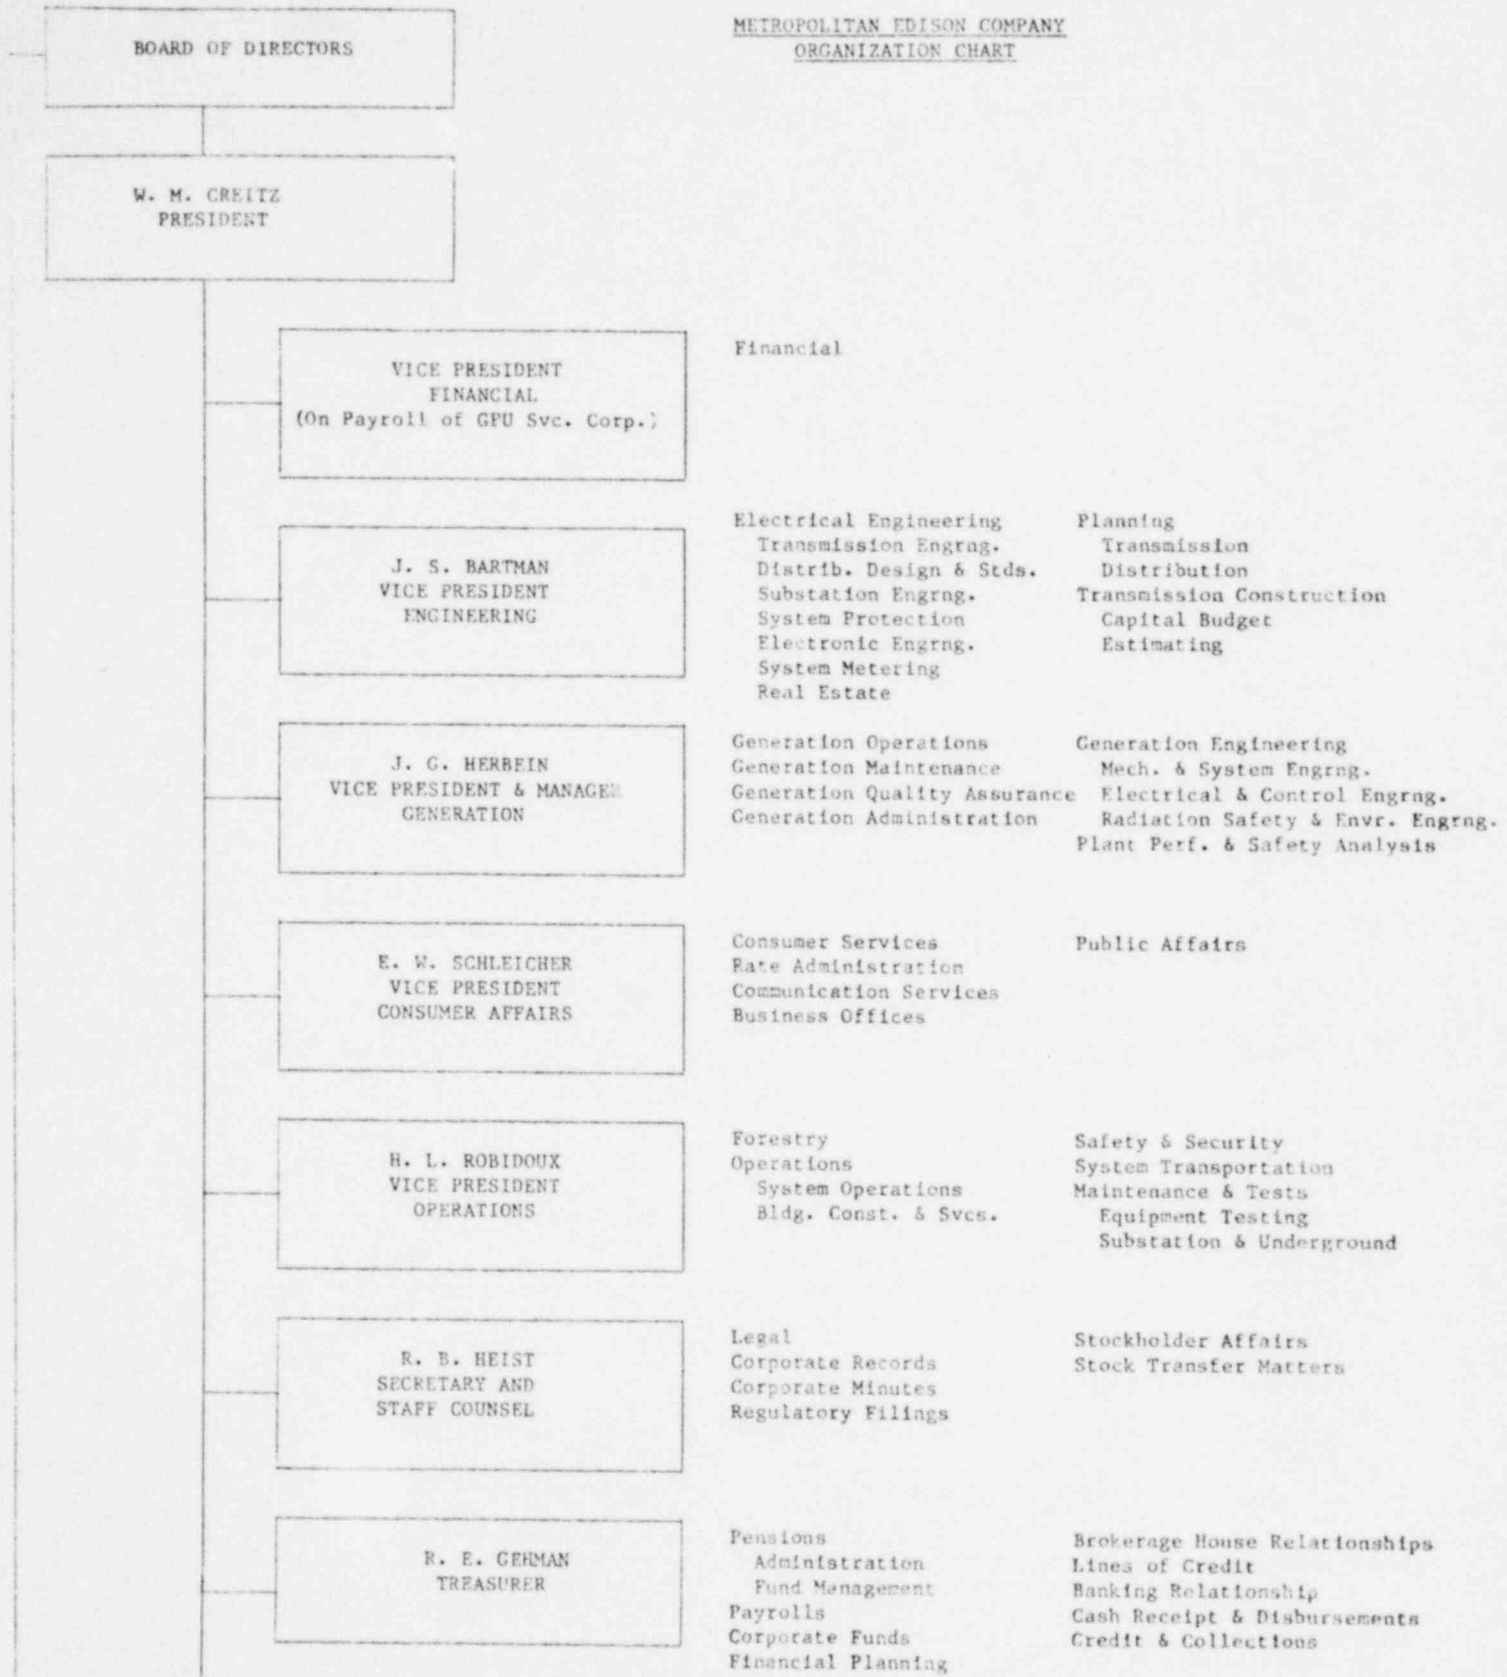 METROPOLITAN EDISON COMPANY
ORGANIZATION CHART
BOARD OF DIRECTORS
W. M. CREITZ
PRESIDENT
VICE PRESIDENT
FINANCIAL
(On Payroll of GPU Svc. Corp.)
Financial
J. S. BARTMAN
VICE PRESIDENT
ENGINEERING
Electrical Engineering
Transmission Engrng.
Distrib. Design & Stds.
Substation Engrng.
System Protection
Electronic Engrng.
System Metering
Real Estate
Planning
Transmission
Distribution
Transmission Construction
Capital Budget
Estimating
J. G. HERBEIN
VICE PRESIDENT & MANAGER
GENERATION
Generation Operations
Generation Maintenance
Generation Quality Assurance
Generation Administration
Generation Engineering
Mech. & System Engrng.
Electrical & Control Engrng.
Radiation Safety & Envr. Engrng.
Plant Perf. & Safety Analysis
E. W. SCHLEICHER
VICE PRESIDENT
CONSUMER AFFAIRS
Consumer Services
Rate Administration
Communication Services
Business Offices
Public Affairs
H. L. ROBIDOUX
VICE PRESIDENT
OPERATIONS
Forestry
Operations
System Operations
Bldg. Const. & Svcs.
Safety & Security
System Transportation
Maintenance & Tests
Equipment Testing
Substation & Underground
R. B. HEIST
SECRETARY AND
STAFF COUNSEL
Legal
Corporate Records
Corporate Minutes
Regulatory Filings
Stockholder Affairs
Stock Transfer Matters
R. E. GEHMAN
TREASURER
Pensions
Administration
Fund Management
Payrolls
Corporate Funds
Financial Planning
Brokerage House Relationships
Lines of Credit
Banking Relationship
Cash Receipt & Disbursements
Credit & Collections